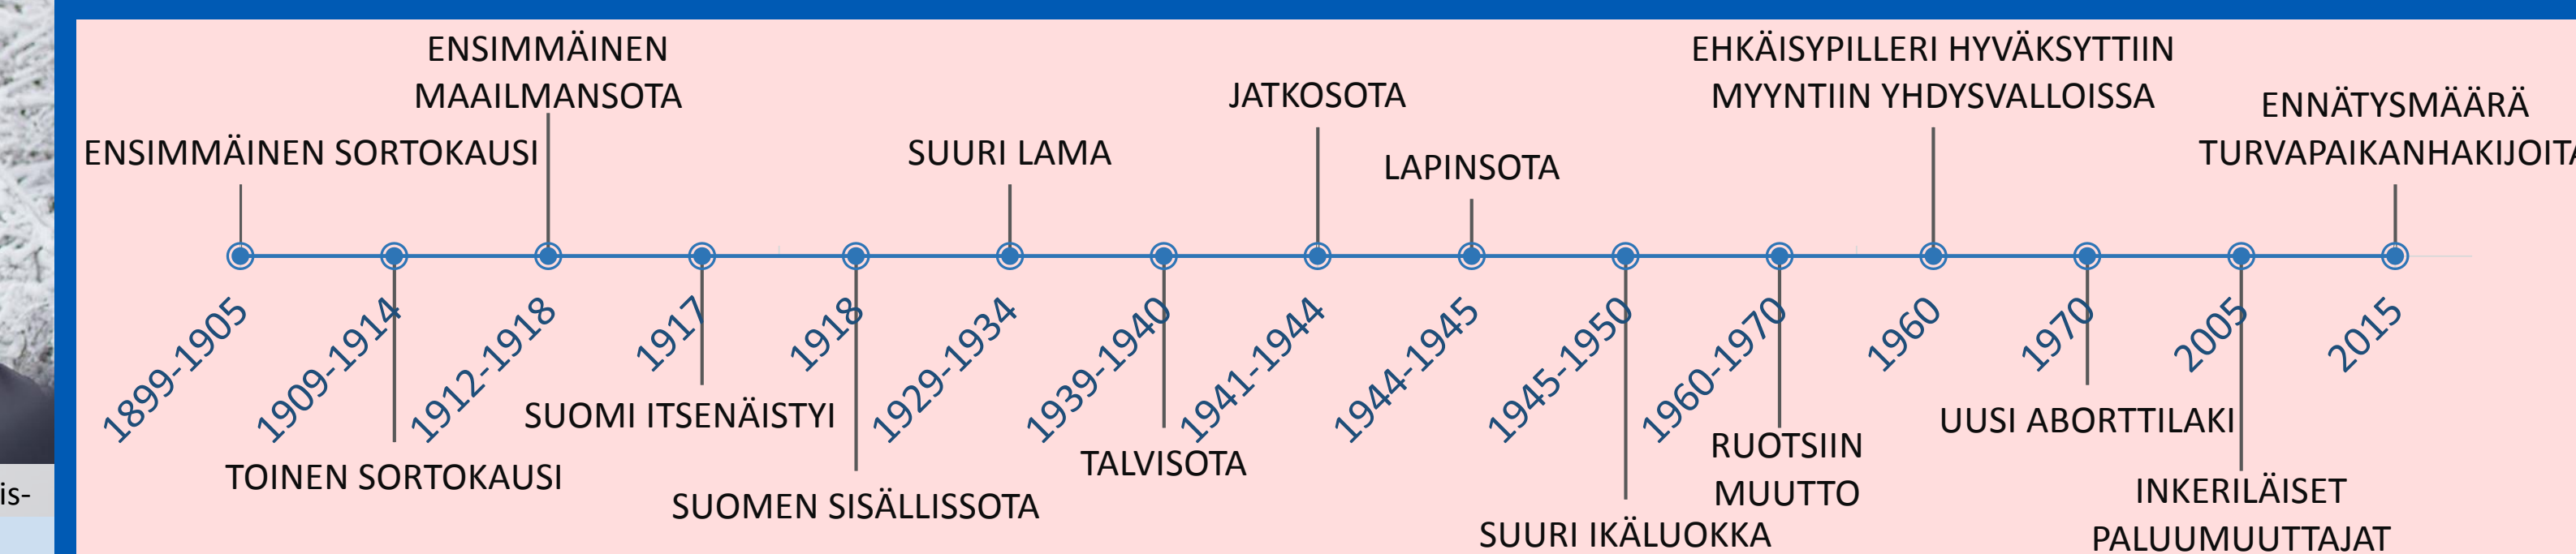 ENSIMMÄINEN
MAAILMANSOTA
ENSIMMÄINEN SORTOKAUSI
SUURI LAMA
JATKOSOTA
LAPINSOTA
EHKÄISYPILLERI HYVÄKSYTTIIN
MYYNTIIN YHDYSVALLOISSA
ENNÄTYSMÄÄRÄ
TURVAPAIKANHAKIJOITA
1899-1905
1909-1914
1912-1918
1917
1918
1929-1934
1939-1940
1941-1944
1944-1945
1945-1950
1960-1970
1960
1970
2005
2015
TOINEN SORTOKAUSI
SUOMI ITSENÄISTYI
SUOMEN SISÄLLISSOTA
TALVISOTA
SUURI IKÄLUOKKA
RUOTSIIN
MUUTTO
UUSI ABORTTILAKI
INKERILÄISET
PALUUMUUTTAJAT
is-